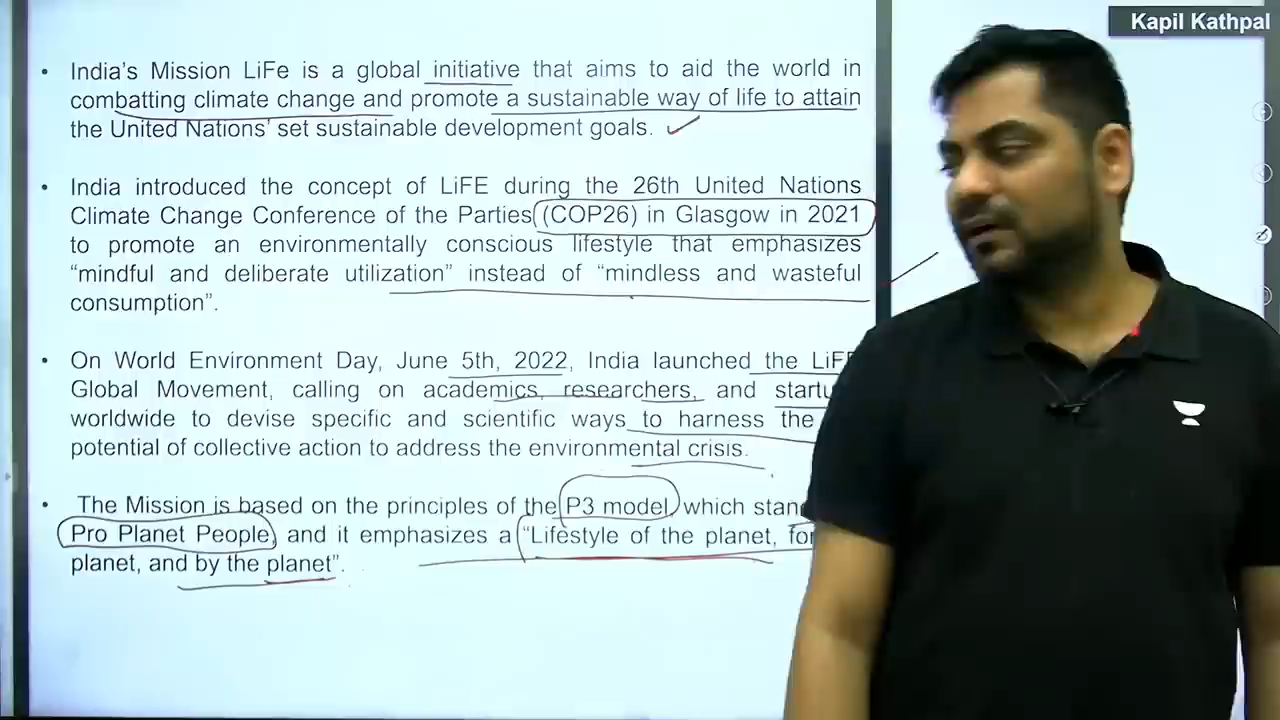 Kapil Kathpal
• India’s Mission LiFe is a global initiative that aims to aid the world in
combatting climate change and promote a sustainable way of life to attain
the United Nations’ set sustainable development goals.
• India introduced the concept of LiFE during the 26th United Nations
Climate Change Conference of the Parties (COP26) in Glasgow in 2021
to promote an environmentally conscious lifestyle that emphasizes
“mindful and deliberate utilization” instead of “mindless and wasteful
consumption”.
• On World Environment Day, June 5th, 2022, India launched the
Global Movement, calling on academics, researchers, and
worldwide to devise specific and scientific ways to harness the
potential of collective action to address the environmental crisis.
• The Mission is based on the principles of the P3 model, which
Pro Planet People, and it emphasizes a “Lifestyle of the planet, for
planet, and by the planet”.